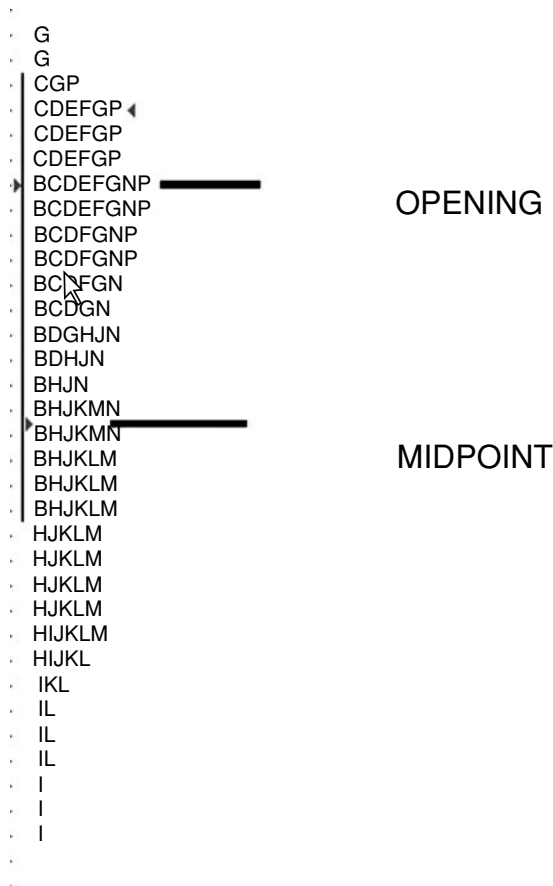 G
G
CGP
CDEFGP
CDEFGP
CDEFGP
BCDEFGNP
BCDEFGNP
OPENING
BCDFGNP
BCDFGNP
BCDFGN
BCDGN
BDGHJN
BDHJN
BHJN
BHJKMN
BHJKMN
BHJKLM
MIDPOINT
BHJKLM
BHJKLM
HJKLM
HJKLM
HJKLM
HJKLM
HIJKLM
HIJKL
IKL
IL
IL
IL
I
I
I